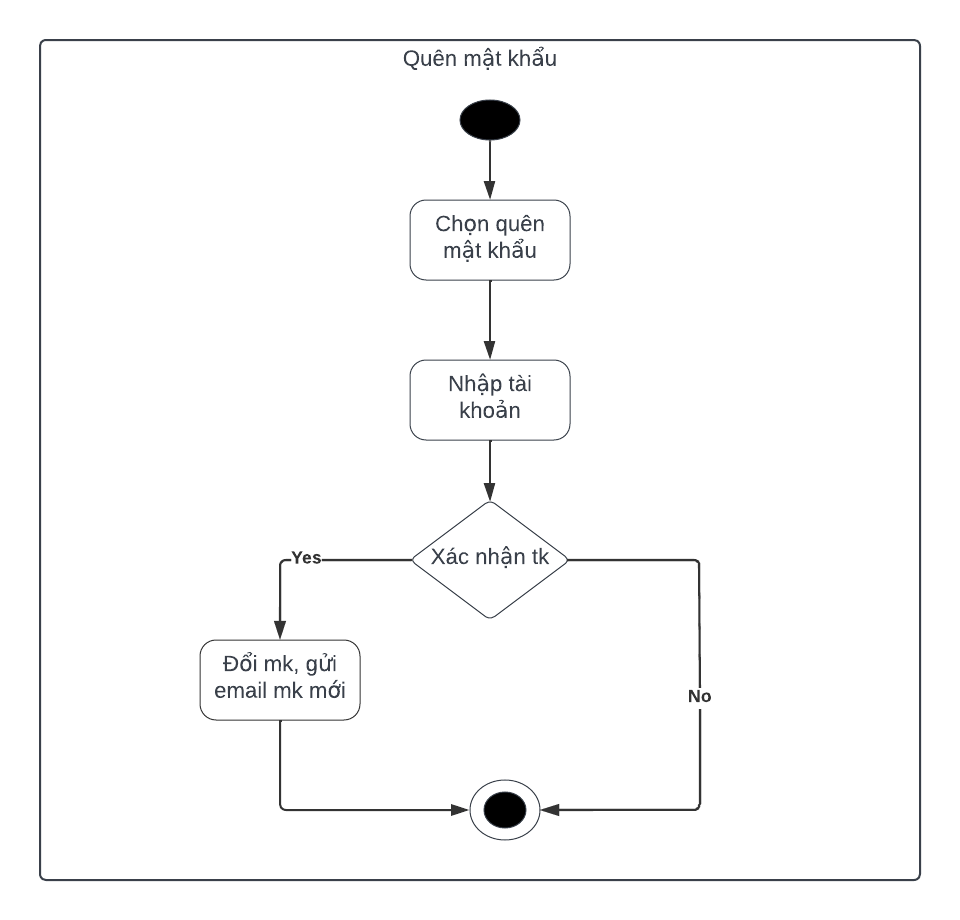 Quên mật khẩu
Chọn quên
mật khẩu
Nhập tài
khoản
Xác nhận tk
Yes
Đổi mk, gửi
email mk mới
No